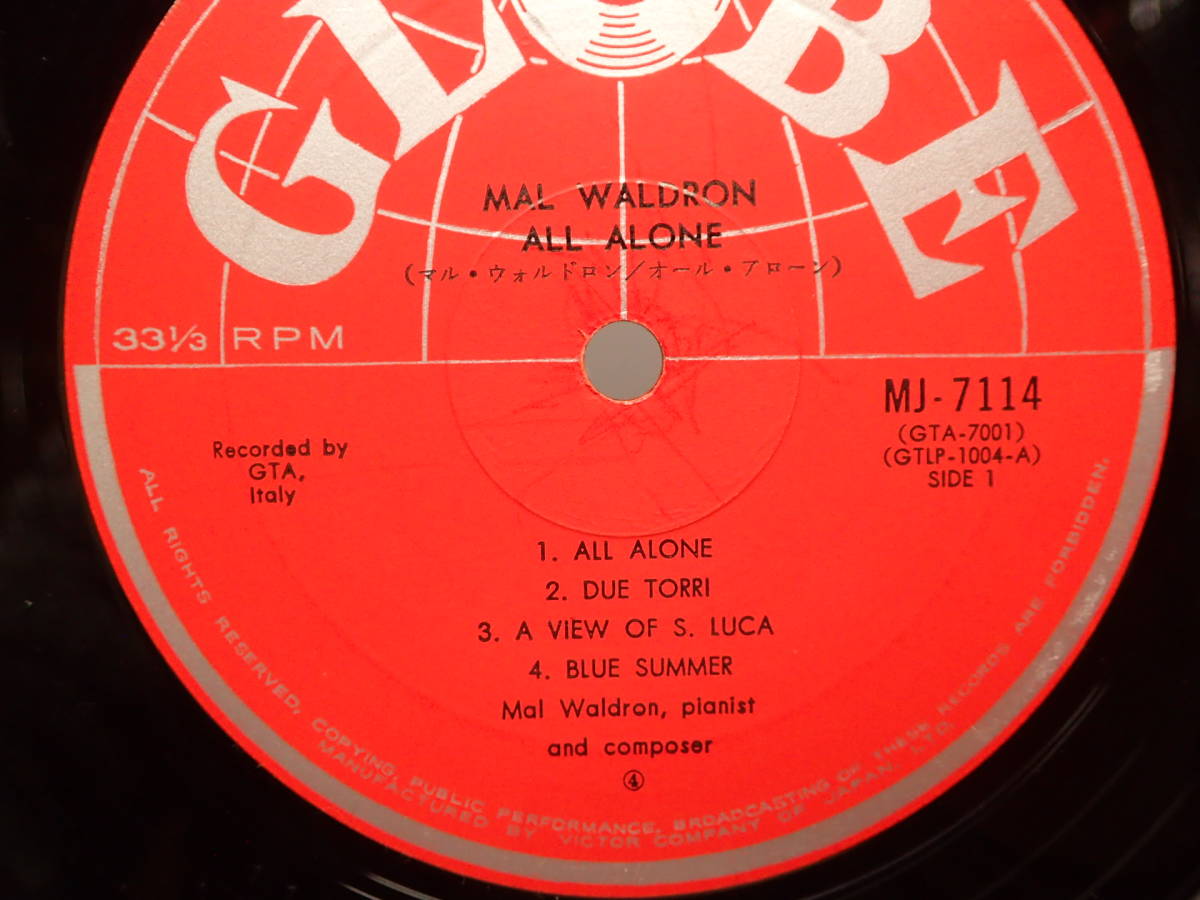 GLOBE
MAL WALDRON
ALL ALONE
(マル・ウォルドロン/オール・アローン)
33⅓ RPM
MJ-7114
(GTA-7001)
(GTLP-1004-A)
SIDE 1
Recorded by
GTA,
Italy
1. ALL ALONE
2. DUE TORRI
3. A VIEW OF S. LUCA
4. BLUE SUMMER
Mal Waldron, pianist
and composer
④
ALL RIGHTS RESERVED, COPYING, PUBLIC PERFORMANCE, BROADCASTING OF THESE RECORDS ARE FORBIDDEN.
MANUFACTURED BY VICTOR COMPANY OF JAPAN, LTD.